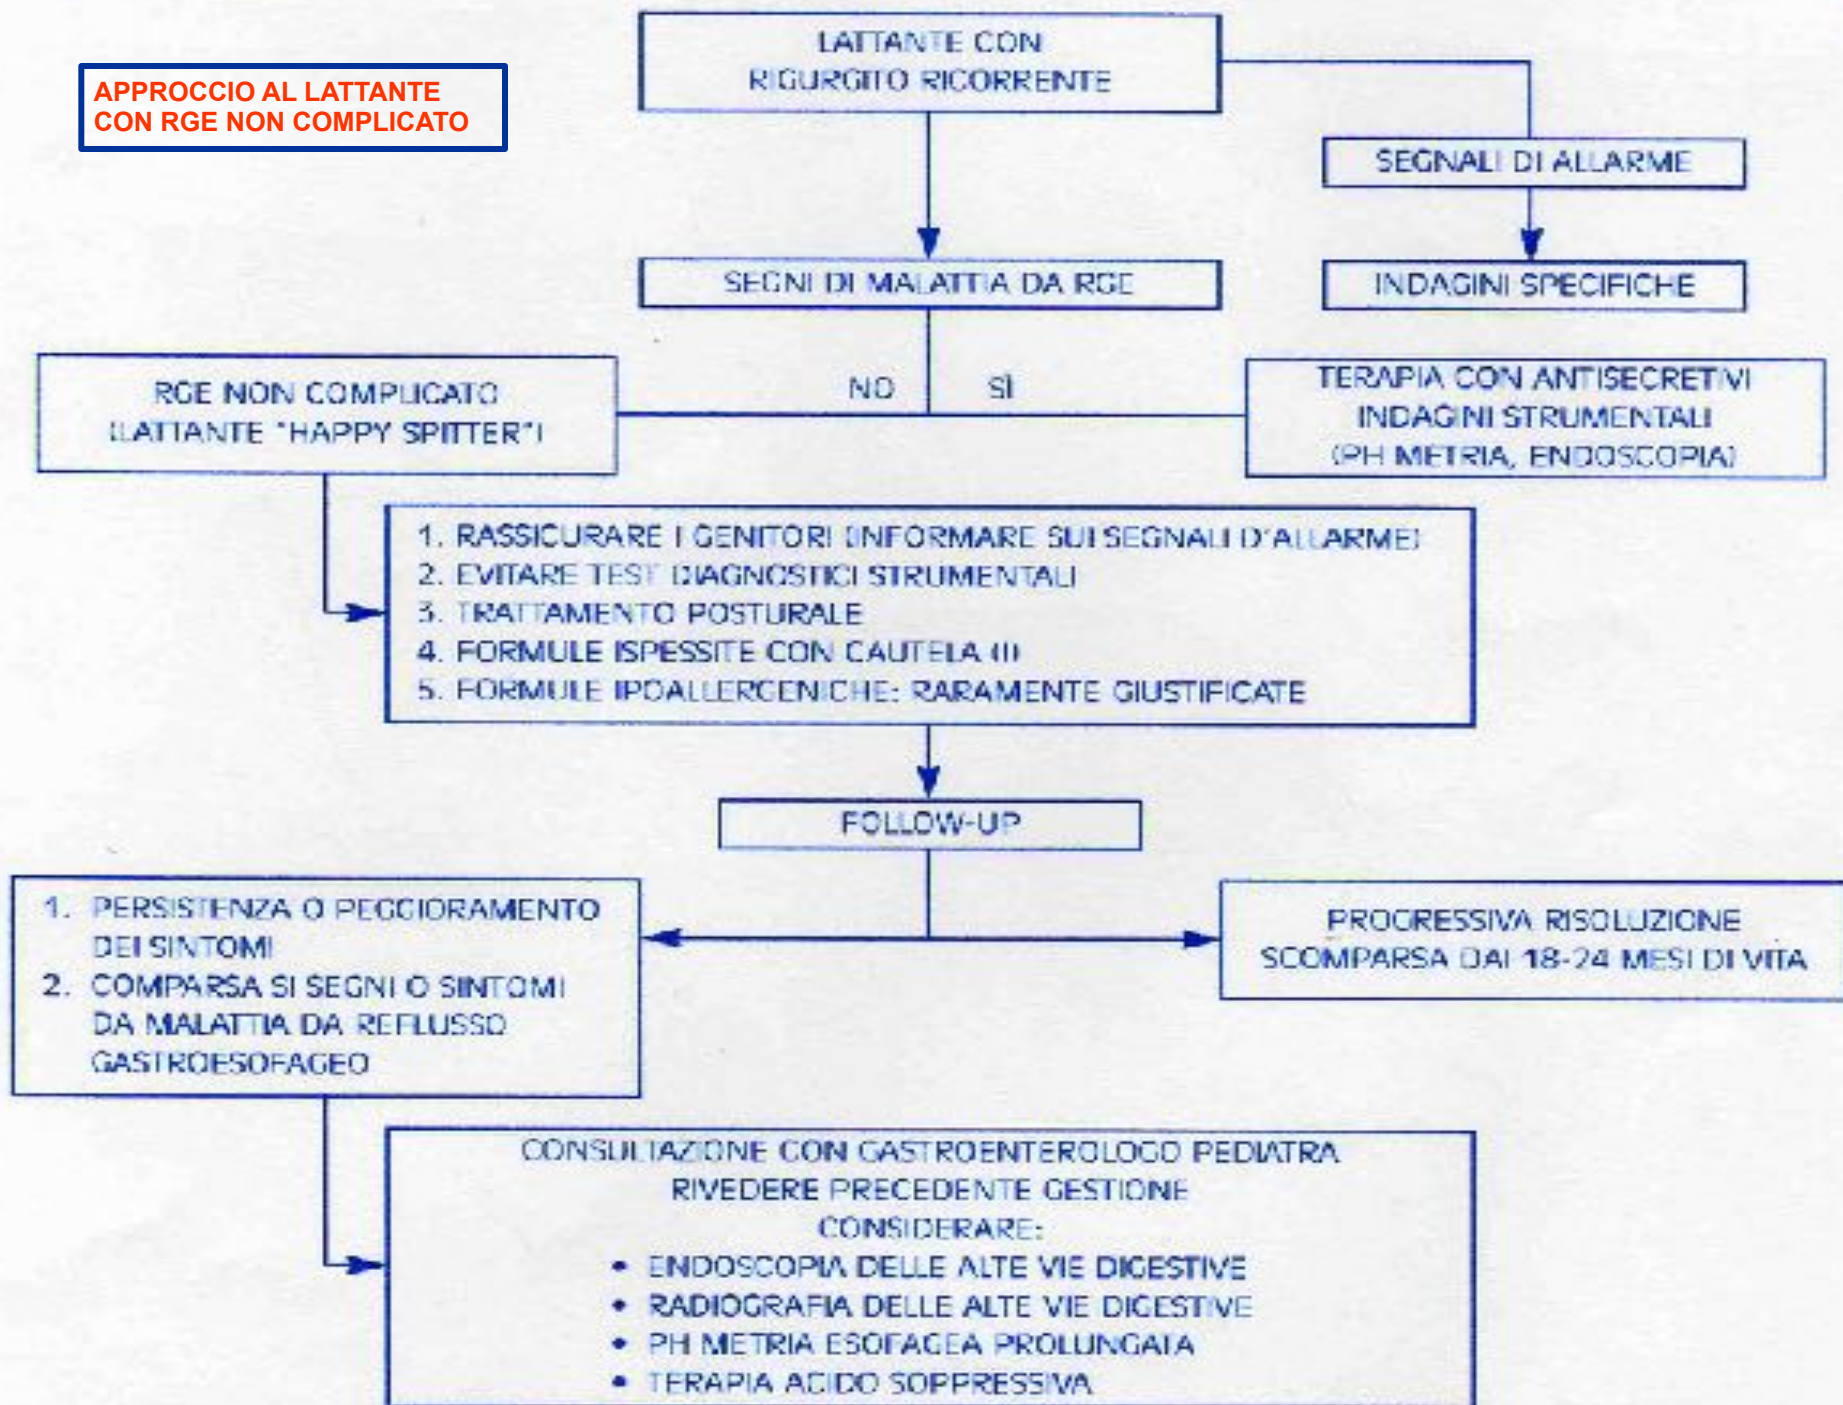 APPROCCIO AL LATTANTE
CON RGE NON COMPLICATO
LATTANTE CON
RIGURGITO RICORRENTE
SEGNALI DI ALLARME
SEGNI DI MALATTIA DA RGE
INDAGINI SPECIFICHE
RGE NON COMPLICATO
(LATTANTE "HAPPY SPITTER")
NO
SÌ
TERAPIA CON ANTISECRETIVI
INDAGINI STRUMENTALI
(PH METRIA, ENDOSCOPIA)
1. RASSICURARE I GENITORI (INFORMARE SUI SEGNALI D'ALLARME)
2. EVITARE TEST DIAGNOSTICI STRUMENTALI
3. TRATTAMENTO POSTURALE
4. FORMULE ISPESSITE CON CAUTELA (!)
5. FORMULE IPOALLERGENICHE: RARAMENTE GIUSTIFICATE
FOLLOW-UP
1. PERSISTENZA O PEGGIORAMENTO
DEI SINTOMI
2. COMPARSA SI SEGNI O SINTOMI
DA MALATTIA DA REFLUSSO
GASTROESOFAGEO
PROGRESSIVA RISOLUZIONE
SCOMPARSA DAI 18-24 MESI DI VITA
CONSULTAZIONE CON GASTROENTEROLOGO PEDIATRA
RIVEDERE PRECEDENTE GESTIONE
CONSIDERARE:
• ENDOSCOPIA DELLE ALTE VIE DIGESTIVE
• RADIOGRAFIA DELLE ALTE VIE DIGESTIVE
• PH METRIA ESOFAGEA PROLUNGATA
• TERAPIA ACIDO SOPPRESSIVA